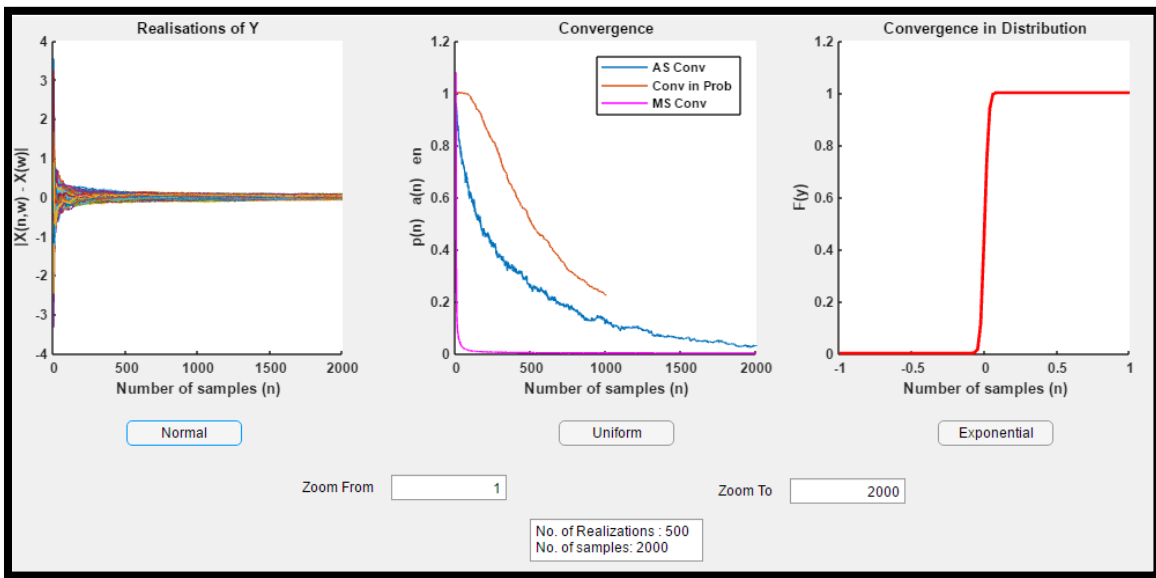 Realisations of Y
4
3
2
1
0
-1
-2
-3
-4
|X(n,w) - X(w)|
0 500 1000 1500 2000
Number of samples (n)
Convergence
1.2
1
0.8
0.6
0.4
0.2
0
p(n) a(n) en
AS Conv
Conv in Prob
MS Conv
0 500 1000 1500 2000
Number of samples (n)
Convergence in Distribution
1.2
1
0.8
0.6
0.4
0.2
0
F(y)
-1 -0.5 0 0.5 1
Number of samples (n)
Normal
Uniform
Exponential
Zoom From 1
Zoom To 2000
No. of Realizations : 500
No. of samples: 2000